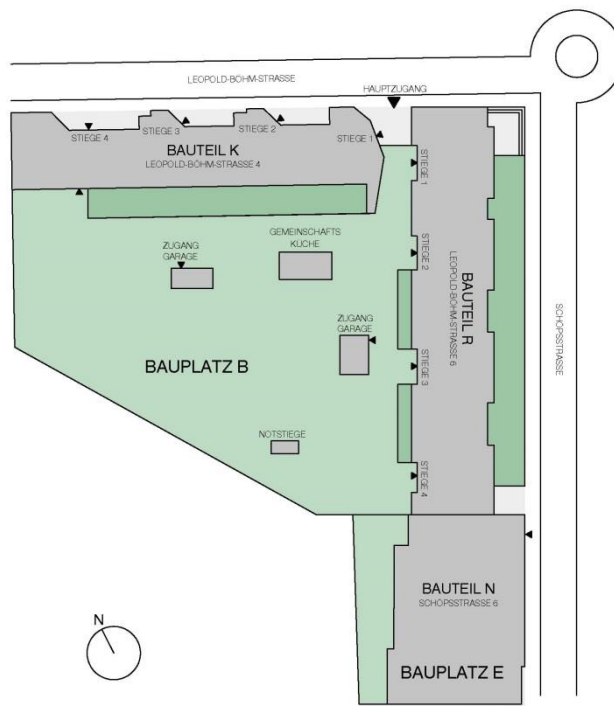 LEOPOLD-BÖHM-STRASSE
HAUPTZUGANG
STIEGE 4
STIEGE 3
STIEGE 2
STIEGE 1
BAUTEIL K
LEOPOLD-BÖHM-STRASSE 4
STIEGE 1
ZUGANG
GARAGE
GEMEINSCHAFTS
KÜCHE
STIEGE 2
BAUTEIL R
LEOPOLD-BÖHM-STRASSE 6
SCHÖPSSTRASSE
ZUGANG
GARAGE
BAUPLATZ B
STIEGE 3
NOTSTIEGE
STIEGE 4
BAUTEIL N
SCHÖPSSTRASSE 6
N
BAUPLATZ E